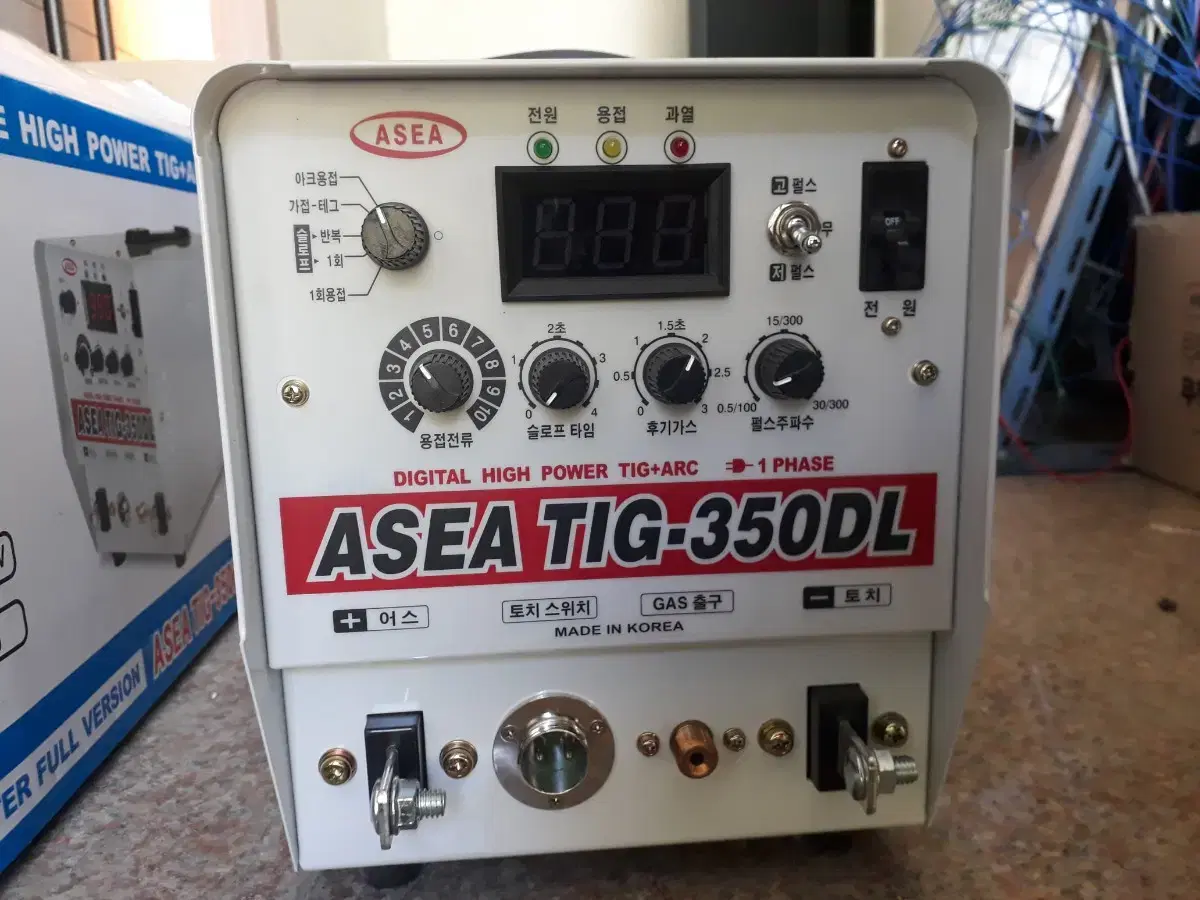 E HIGH POWER TIG+A
ASEA
전원 용접 과열
아크용접
가접-테그
슬로프
반복
1회
1회용접
고 펄스
무
저 펄스
OFF
전 원
1 2 3 4 5 6 7 8 9 10
용접전류
0 1 2초 3 4
슬로프 타임
0 0.5 1 1.5초 2 2.5 3
후기가스
0.5/100 15/300 30/300
펄스주파수
DIGITAL HIGH POWER TIG+ARC 1 PHASE
ASEA TIG-350DL
+ 어스
토치 스위치
GAS 출구
- 토치
MADE IN KOREA
ASEA TIG-350DL
ER FULL VERSION ASEA TIG-350